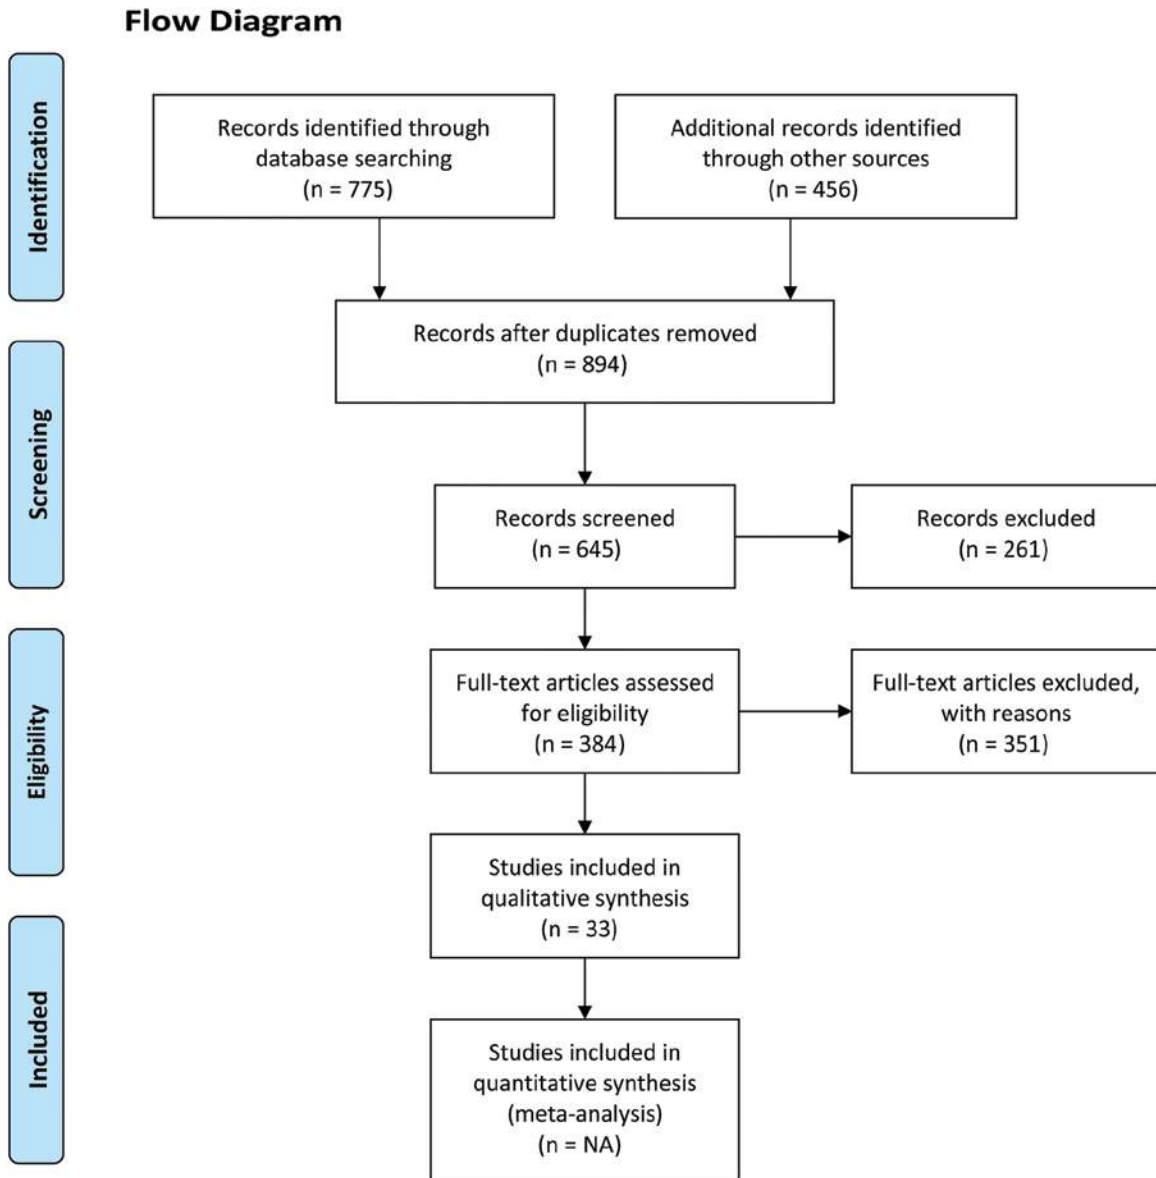 Flow Diagram
Identification
Records identified through
database searching
(n = 775)
Additional records identified
through other sources
(n = 456)
Records after duplicates removed
(n = 894)
Screening
Records screened
(n = 645)
Records excluded
(n = 261)
Eligibility
Full-text articles assessed
for eligibility
(n = 384)
Full-text articles excluded,
with reasons
(n = 351)
Studies included in
qualitative synthesis
(n = 33)
Included
Studies included in
quantitative synthesis
(meta-analysis)
(n = NA)